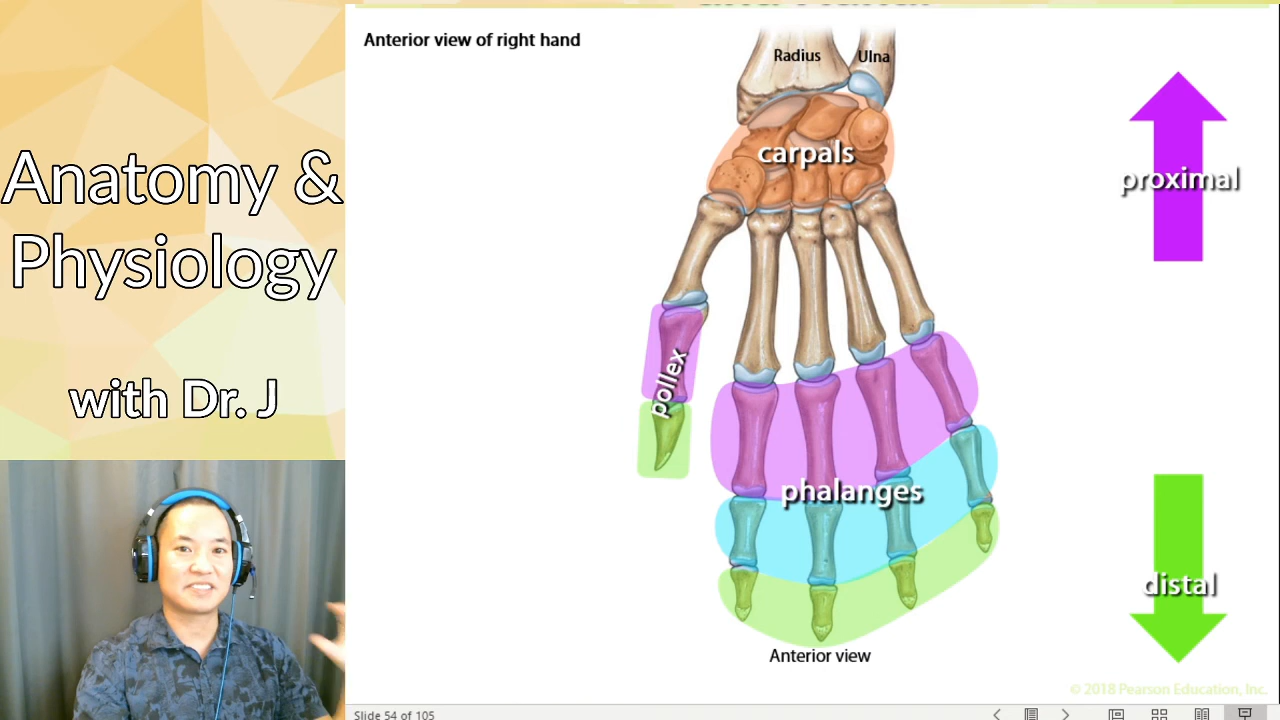 Anatomy &
Physiology
with Dr. J
Anterior view of right hand
Radius
Ulna
carpals
proximal
pollex
phalanges
distal
Anterior view
© 2018 Pearson Education, Inc.
Slide 54 of 105